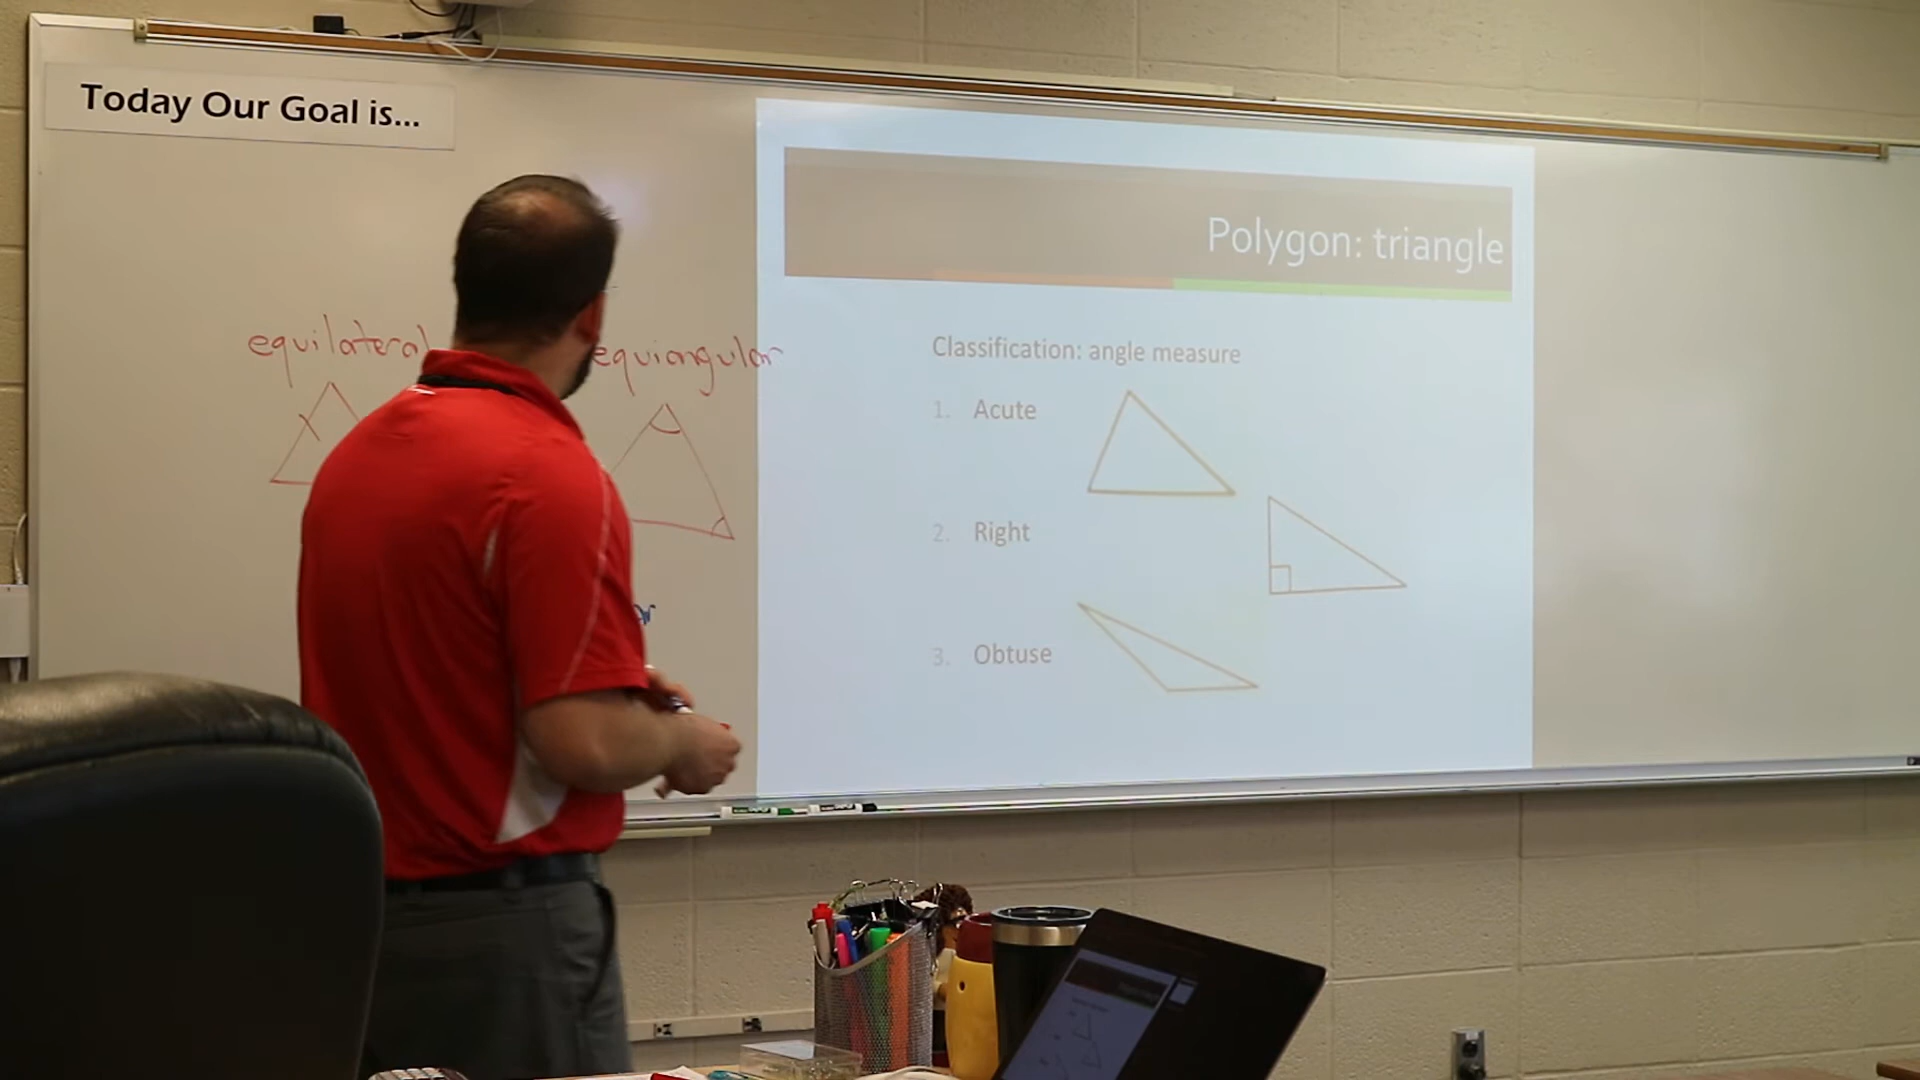 Today Our Goal is...
Polygon: triangle
equilateral
equiangular
Classification: angle measure
1. Acute
2. Right
3. Obtuse